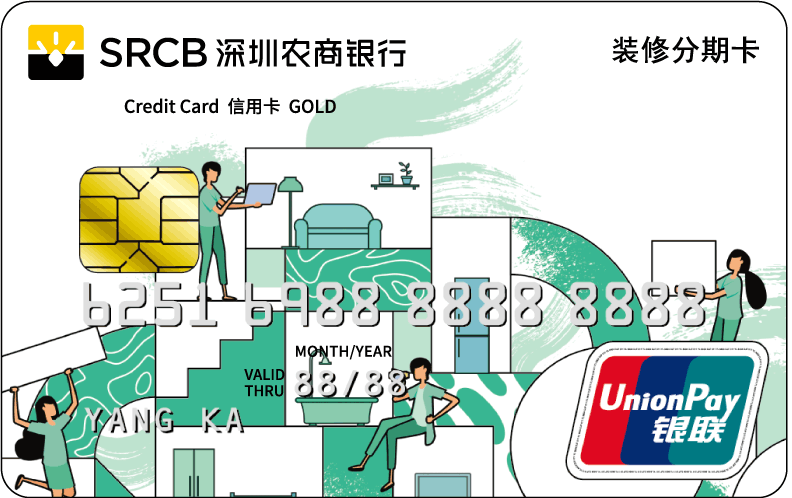 SRCB 深圳农商银行
装修分期卡
Credit Card 信用卡 GOLD
6251 6988 8888 8888
MONTH/YEAR
VALID THRU 88/88
YANG KA
UnionPay
银联